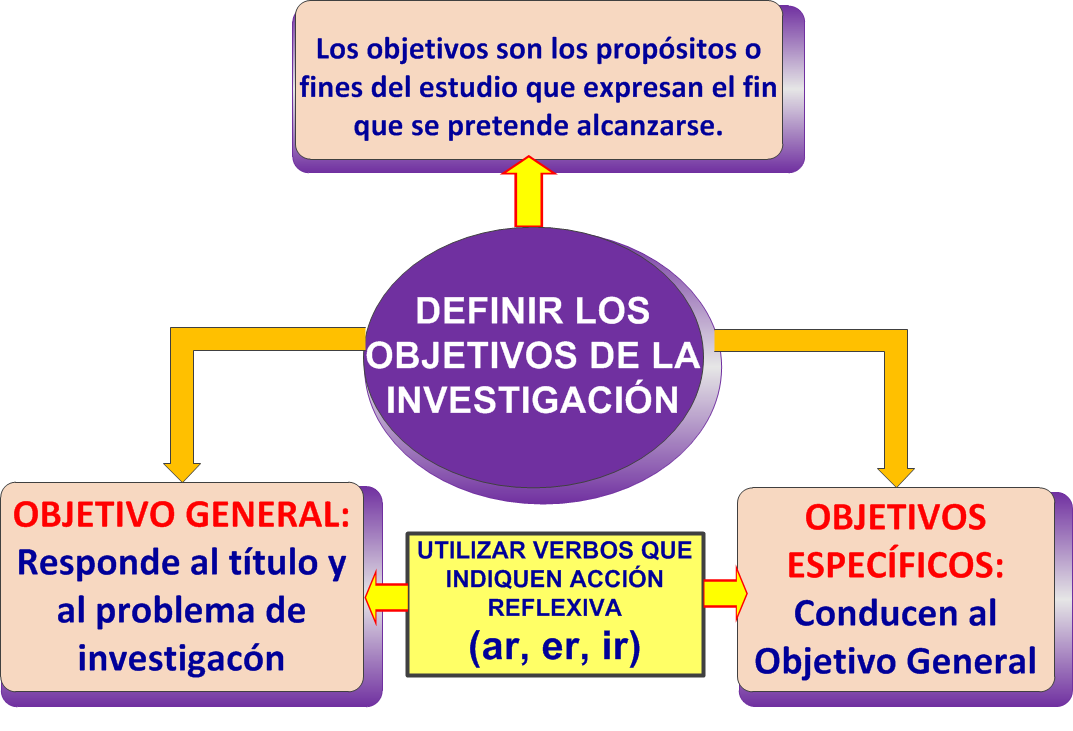 Los objetivos son los propósitos o
fines del estudio que expresan el fin
que se pretende alcanzarse.
DEFINIR LOS
OBJETIVOS DE LA
INVESTIGACIÓN
OBJETIVO GENERAL:
Responde al título y
al problema de
investigacón
UTILIZAR VERBOS QUE
INDIQUEN ACCIÓN
REFLEXIVA
(ar, er, ir)
OBJETIVOS
ESPECÍFICOS:
Conducen al
Objetivo General